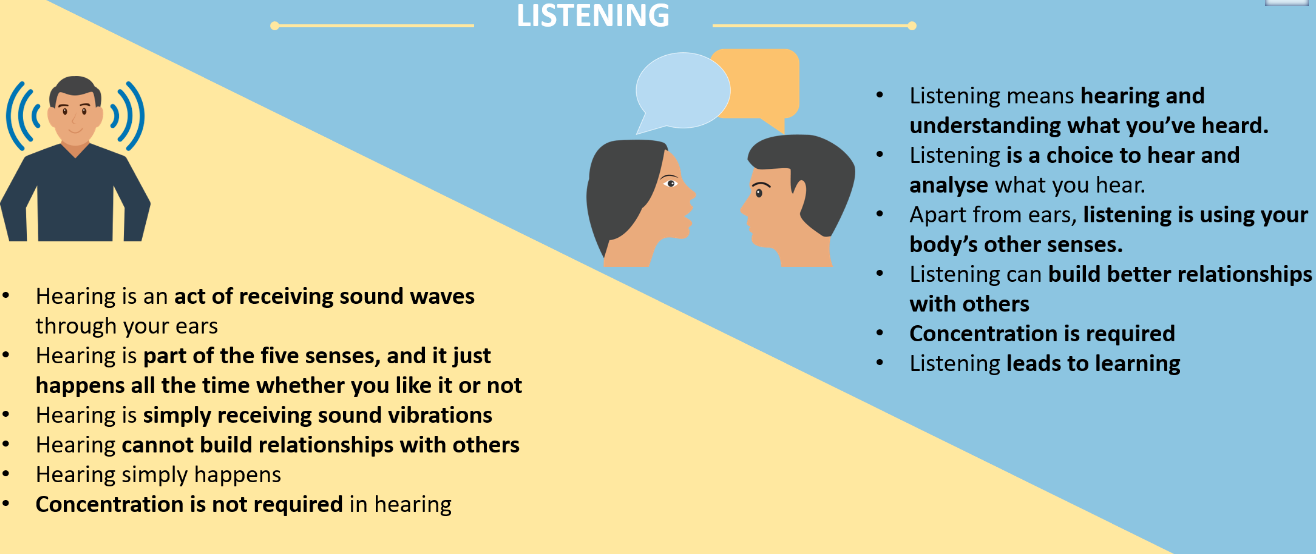 LISTENING
• Hearing is an act of receiving sound waves
through your ears
• Hearing is part of the five senses, and it just
happens all the time whether you like it or not
• Hearing is simply receiving sound vibrations
• Hearing cannot build relationships with others
• Hearing simply happens
• Concentration is not required in hearing
• Listening means hearing and
understanding what you’ve heard.
• Listening is a choice to hear and
analyse what you hear.
• Apart from ears, listening is using your
body’s other senses.
• Listening can build better relationships
with others
• Concentration is required
• Listening leads to learning